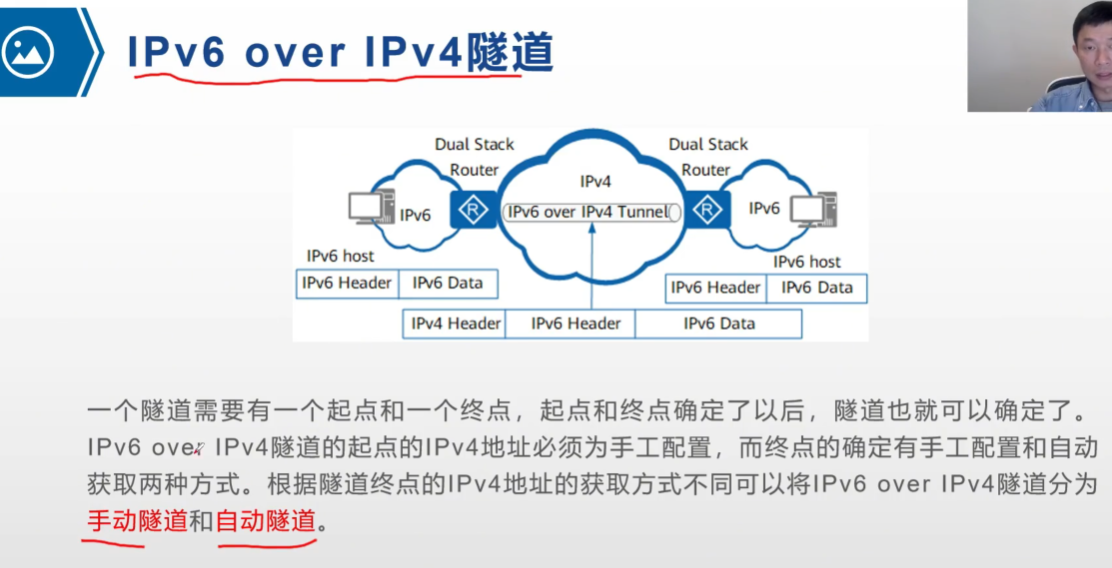 IPv6 over IPv4隧道
Dual Stack
Router
Dual Stack
Router
IPv4
IPv6 over IPv4 Tunnel
IPv6
IPv6
R
R
IPv6 host
IPv6 host
IPv6 Header
IPv6 Data
IPv6 Header
IPv6 Data
IPv4 Header
IPv6 Header
IPv6 Data
一个隧道需要有一个起点和一个终点，起点和终点确定了以后，隧道也就可以确定了。
IPv6 over IPv4隧道的起点的IPv4地址必须为手工配置，而终点的确定有手工配置和自动
获取两种方式。根据隧道终点的IPv4地址的获取方式不同可以将IPv6 over IPv4隧道分为
手动隧道和自动隧道。